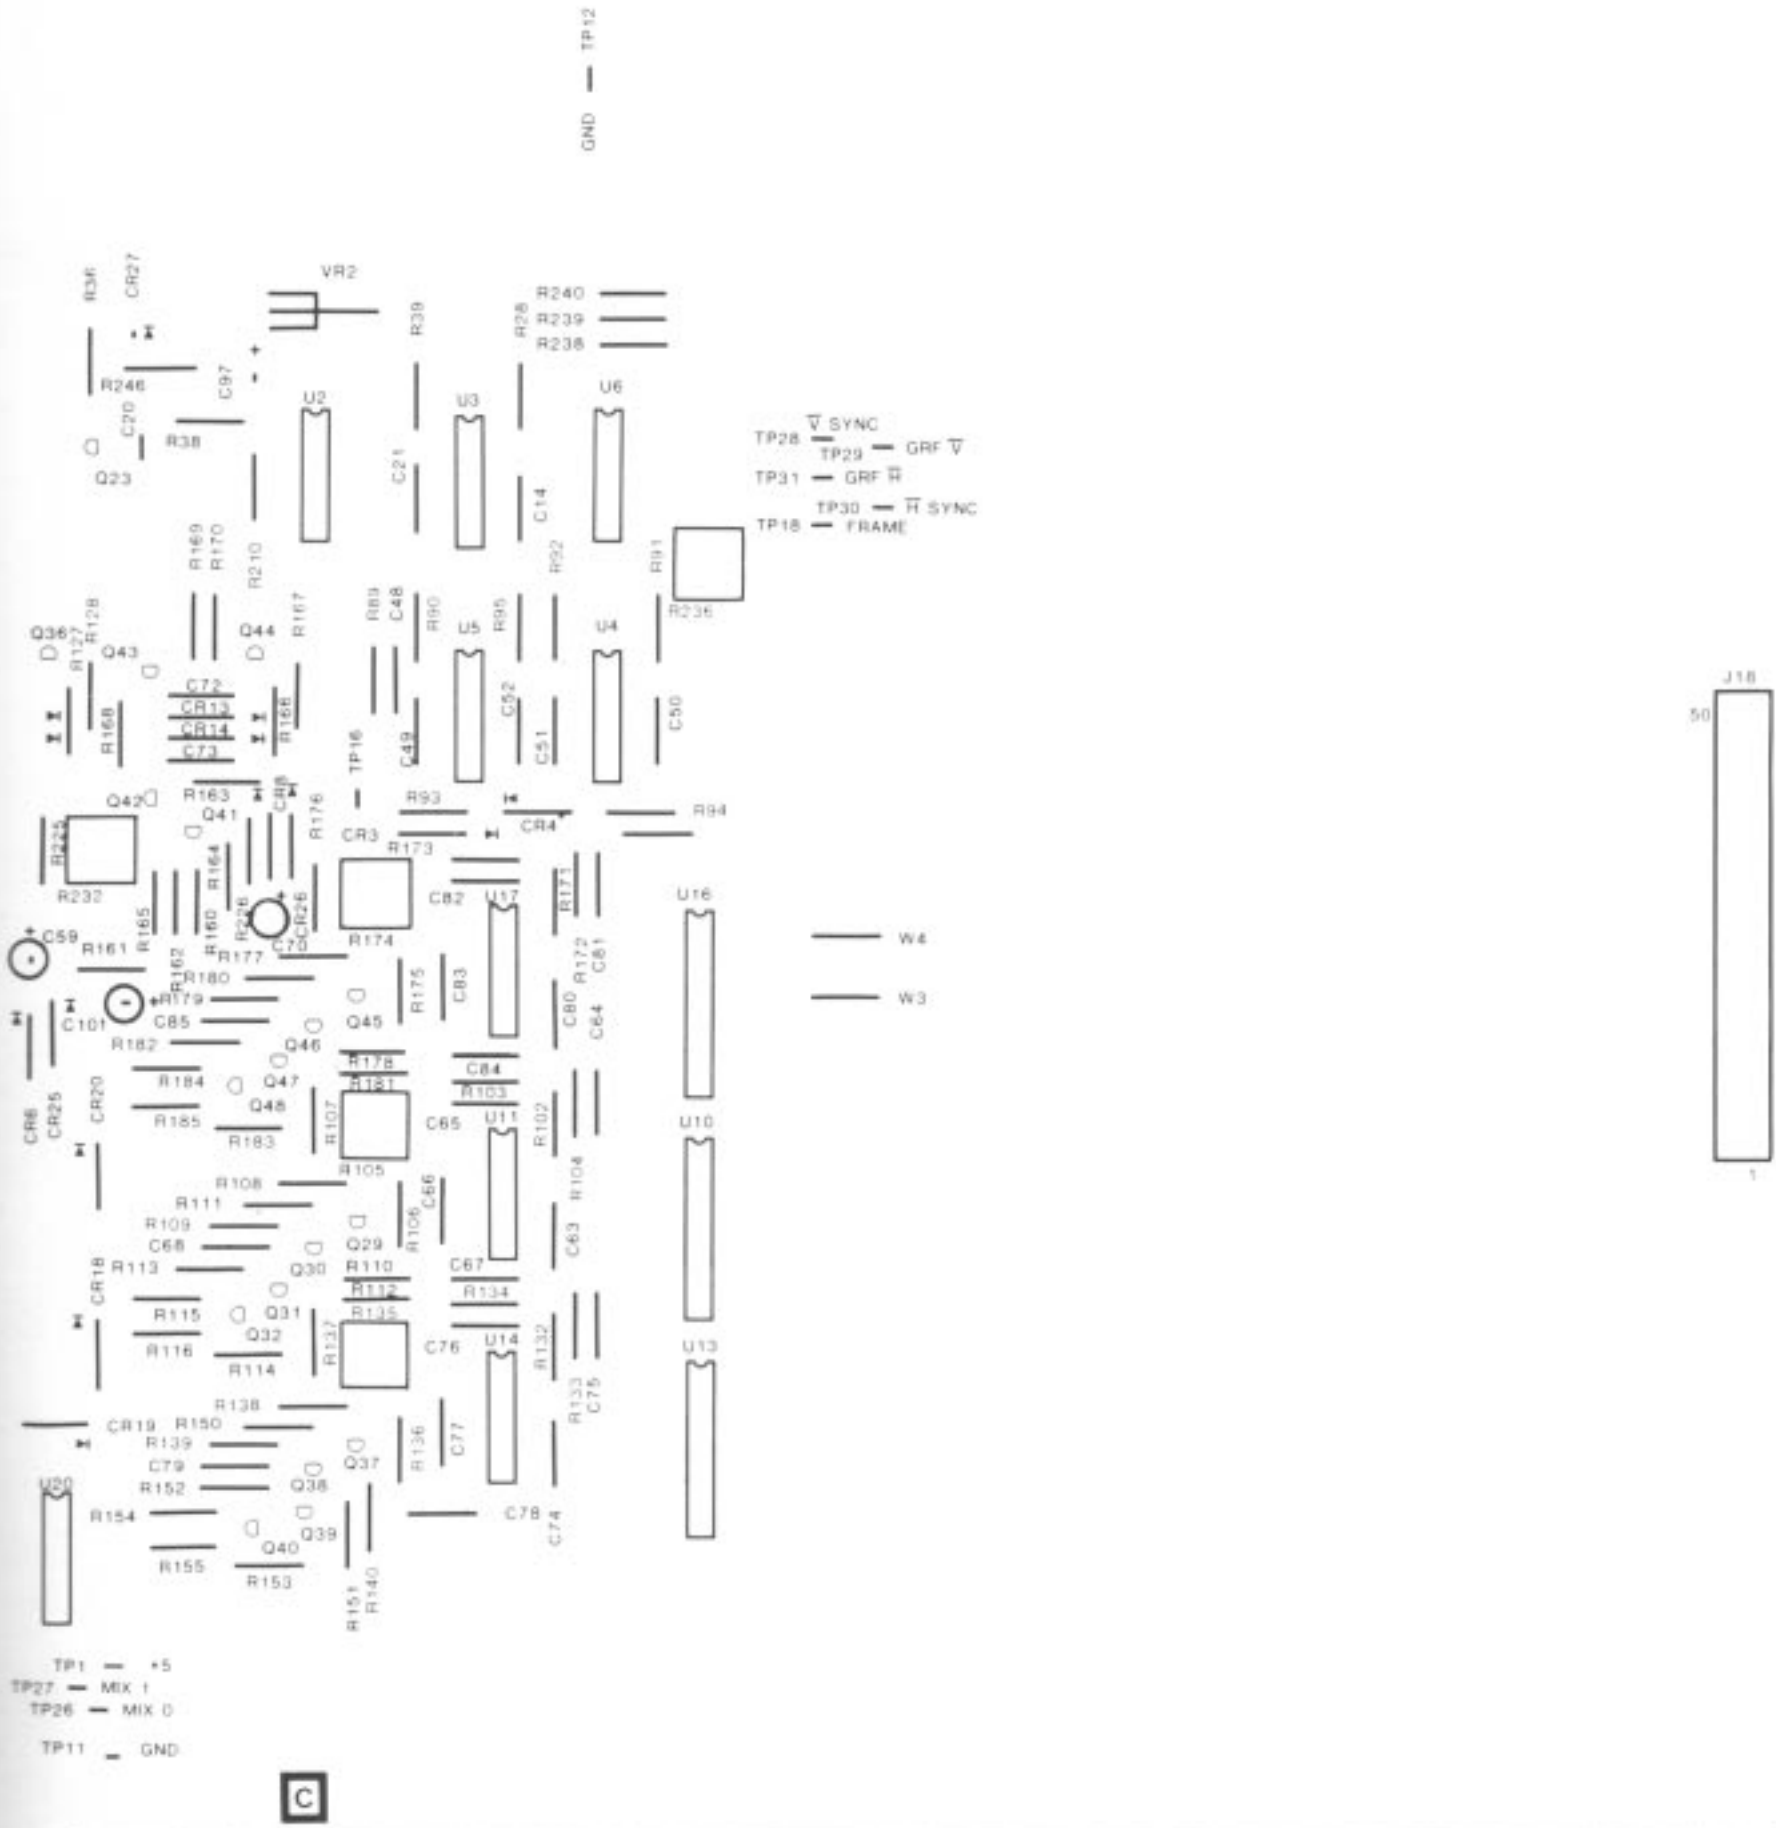 TP12
GND
R36
CR27
VR2
R39
R28
R240
R239
R238
R246
C97
C20
R38
Q23
U2
U3
U6
C21
C14
V̅ SYNC
TP28
TP29 GRF V̅
TP31 GRF H̅
TP30 H̅ SYNC
TP18 FRAME
R169
R170
R210
R92
R91
R236
Q36
R127
R128
Q43
Q44
R167
R89
C48
R90
R95
U5
U4
J18
50
1
C72
CR13
CR14
C73
R168
R166
C49
C52
C51
C50
TP16
R163
Q42
Q41
CR8
R176
R93
R94
CR3
CR4
R173
R225
R232
R164
R165
R162
R160
R226
CR26
C70
R174
C82
U17
R171
U16
C59
R161
R177
R180
R179
C101
C85
R182
R175
C83
R172
C81
C80
C64
W4
W3
Q45
Q46
Q47
Q48
R178
R181
C84
R103
R184
R185
R183
CR6
CR25
CR20
R107
R105
C65
U11
R102
U10
R104
R108
R111
R109
C68
R113
R106
C66
C63
Q29
Q30
Q31
Q32
R110
R112
R135
C67
R134
CR18
R115
R116
R114
R137
C76
U14
R132
U13
R133
C75
R138
CR19
R150
R139
C79
R152
R136
C77
Q37
Q38
Q39
Q40
U20
R154
R155
R153
R151
R140
C78
C74
TP1 +5
TP27 MIX 1
TP26 MIX 0
TP11 GND
C